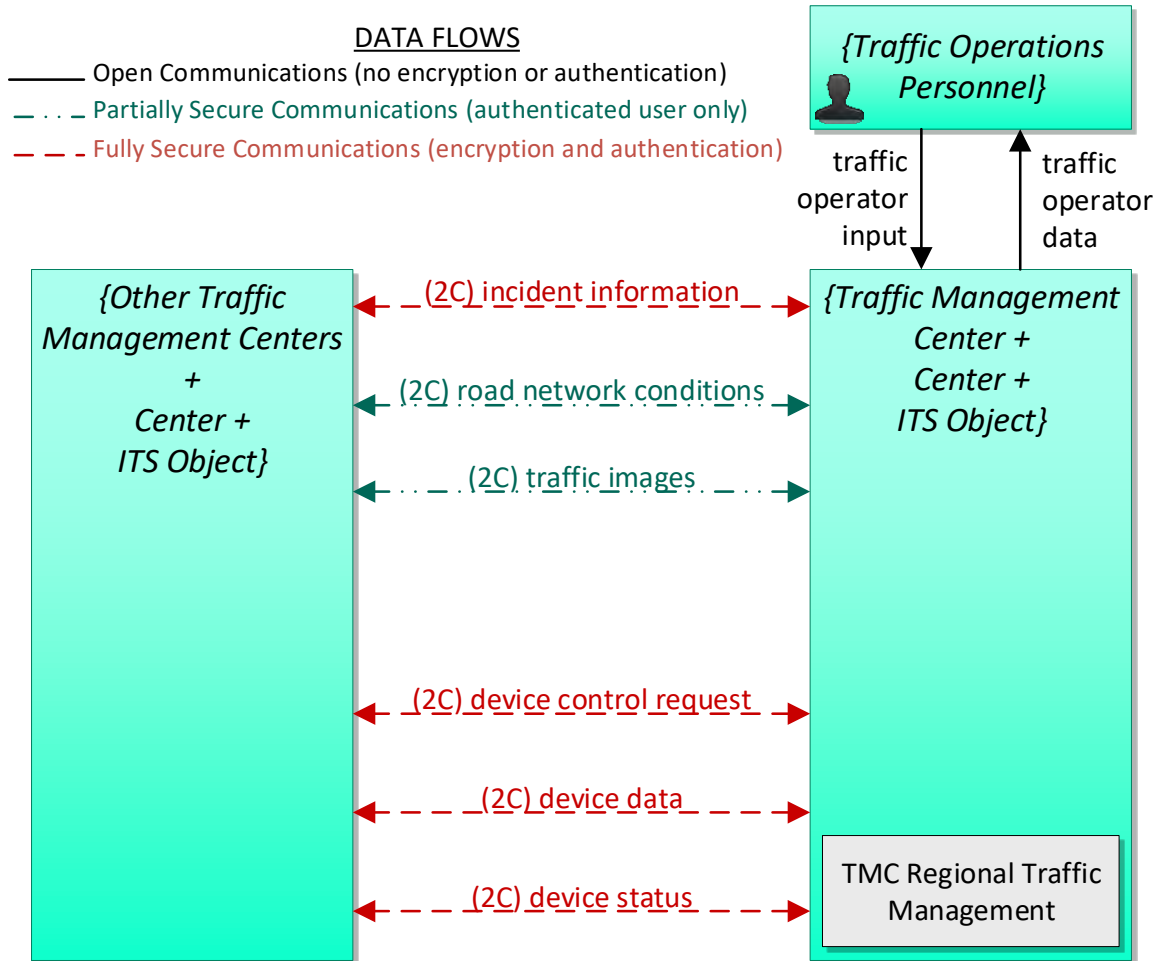 DATA FLOWS
Open Communications (no encryption or authentication)
Partially Secure Communications (authenticated user only)
Fully Secure Communications (encryption and authentication)
{Traffic Operations
Personnel}
traffic
operator
input
traffic
operator
data
{Other Traffic
Management Centers
+
Center +
ITS Object}
(2C) incident information
(2C) road network conditions
(2C) traffic images
(2C) device control request
(2C) device data
(2C) device status
{Traffic Management
Center +
Center +
ITS Object}
TMC Regional Traffic
Management